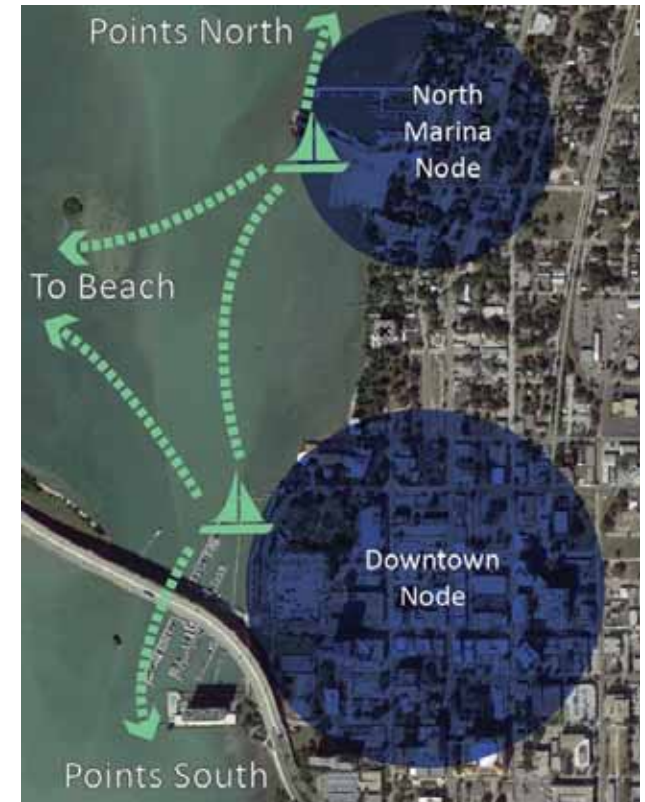 Points North
North
Marina
Node
To Beach
Downtown
Node
Points South